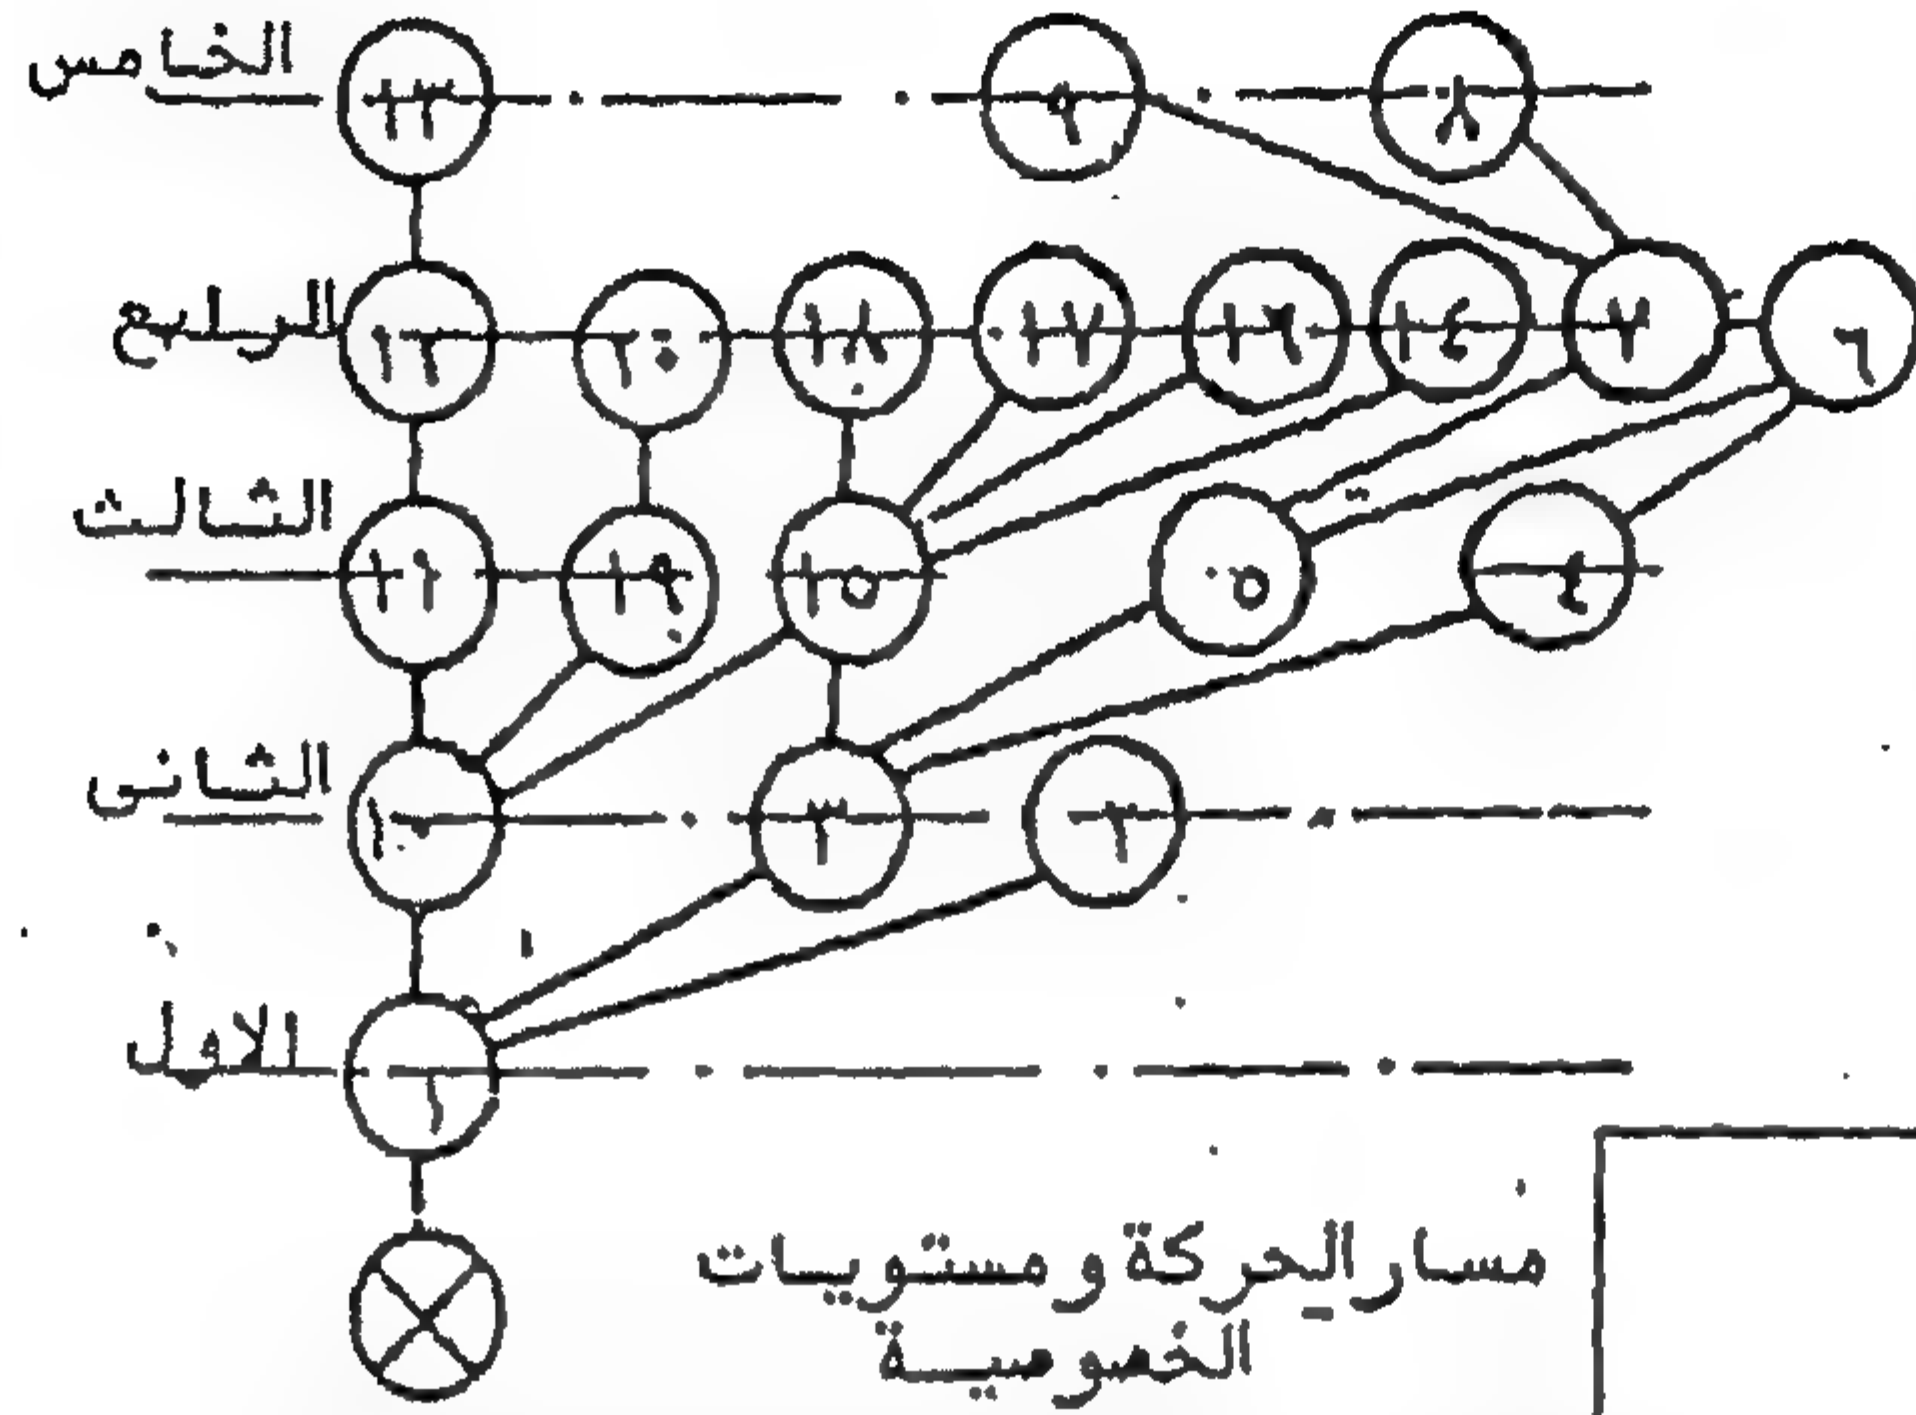 الخامس
١٣ ٩ ٨
الرابع
١٢ ٢٠ ١٨ ١٧ ١٦ ١٤ ٧ ٦
الثالث
١١ ١٩ ١٥ ٥ ٤
الثانى
١٠ ٣ ٢
الاول
١
مسار الحركة و مستويات
الخصوصية